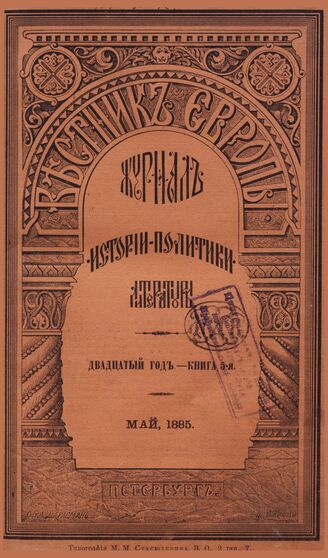 ВѢСТНИКЪ ЕВРОПЫ
ЖУРНАЛЪ
ИСТОРІИ-ПОЛИТИКИ
ЛИТЕРАТУРЫ
ДВАДЦАТЫЙ ГОДЪ.—КНИГА 5-я.
МАЙ, 1885.
ПЕТЕРБУРГЪ
Типографія М. М. Стасюлевича, В. О., 2 лин., 7.